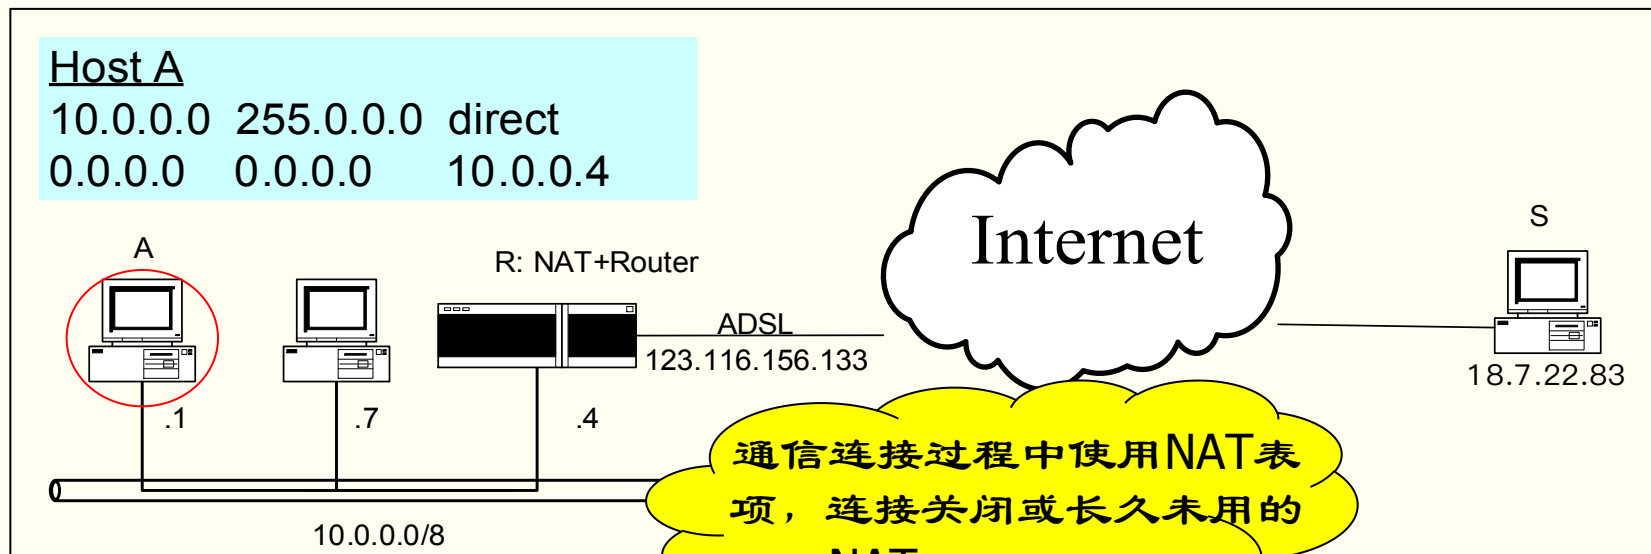 Host A
10.0.0.0 255.0.0.0 direct
0.0.0.0 0.0.0.0 10.0.0.4
A
R: NAT+Router
Internet
S
ADSL
123.116.156.133
18.7.22.83
.1
.7
.4
通信连接过程中使用NAT表
项，连接关闭或长久未用的
NAT
10.0.0.0/8